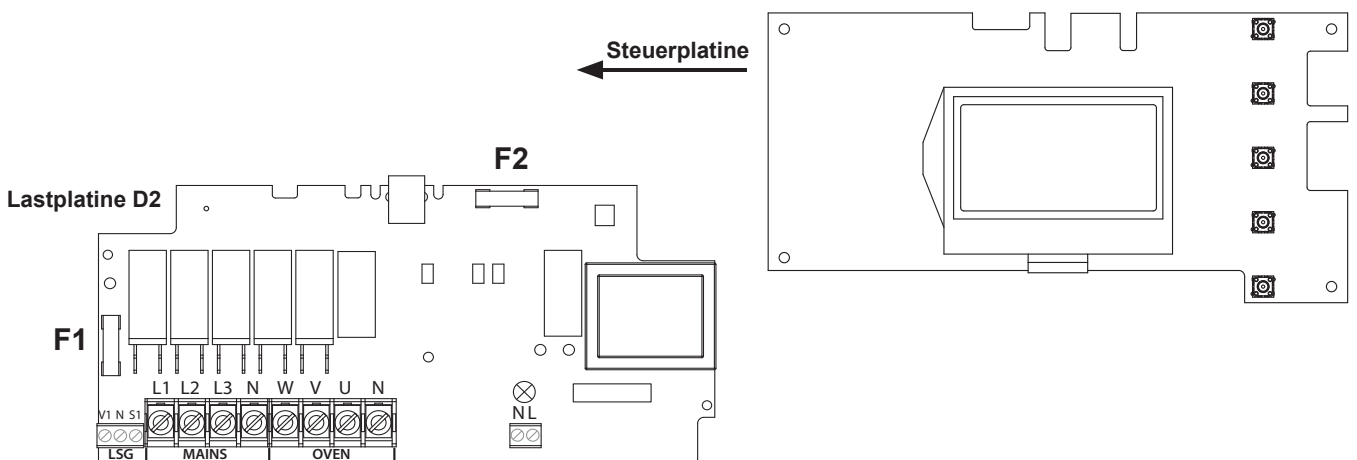 Steuerplatine
F2
Lastplatine D2
F1
L1 L2 L3 N W V U N
V1 N S1
N L
LSG MAINS OVEN